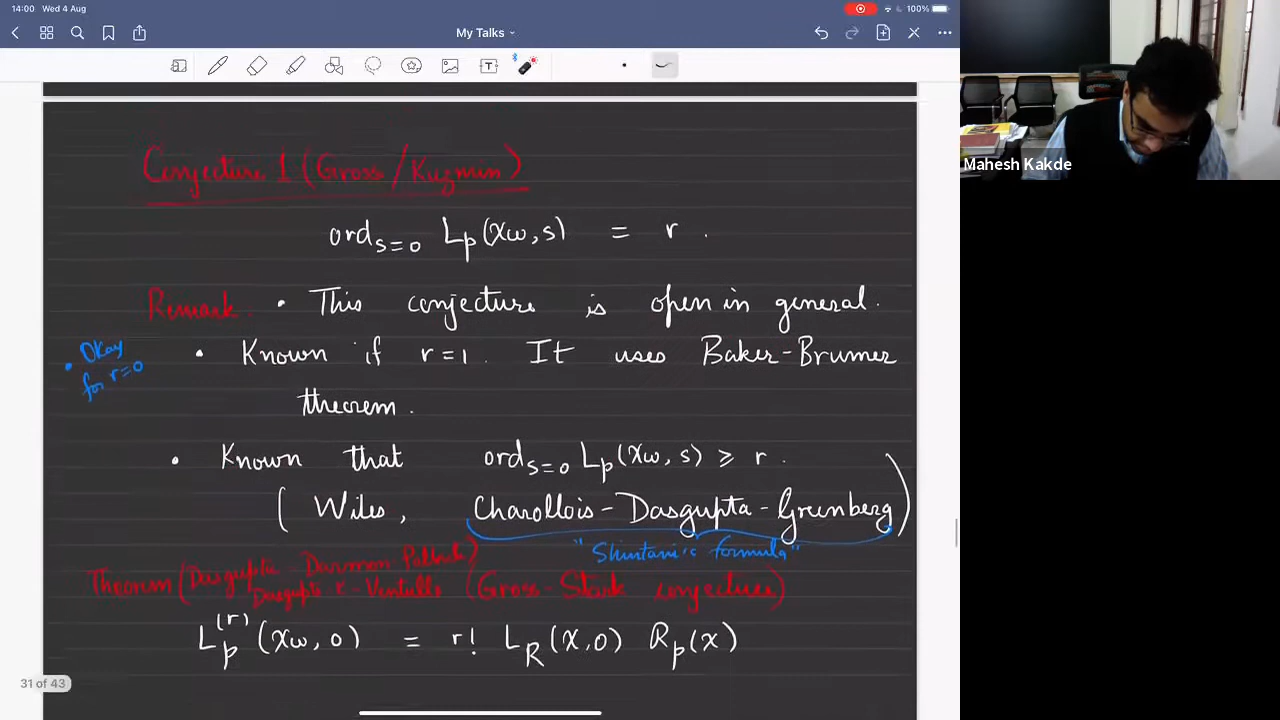 14:00 Wed 4 Aug
100%
My Talks
Mahesh Kakde
Conjecture 1 (Gross/Kuzmin)
ord_{s=0} L_p(χω, s) = r .
Remark. • This conjecture is open in general.
• Okay for r=0
• Known if r=1. It uses Baker-Brumer
theorem.
• Known that ord_{s=0} L_p(χω, s) ⩾ r.
( Wiles, Charollois - Dasgupta - Greenberg )
"Shintani's formula"
Theorem (Dasgupta - Darmon Pollack
Dasgupta - K - Ventullo (Gross-Stark conjecture)
L_p^{(r)} (χω, 0) = r! L_R (χ, 0) R_p(χ)
31 of 43